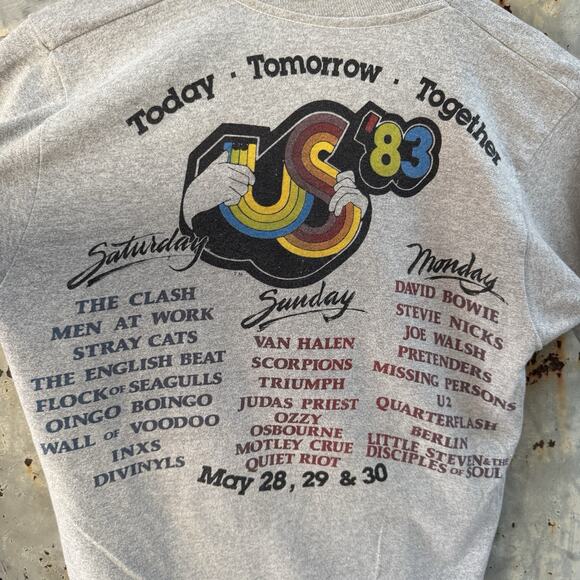 Today · Tomorrow · Together
US '83
Saturday
THE CLASH
MEN AT WORK
STRAY CATS
THE ENGLISH BEAT
FLOCK OF SEAGULLS
OINGO BOINGO
WALL OF VOODOO
INXS
DIVINYLS
Sunday
VAN HALEN
SCORPIONS
TRIUMPH
JUDAS PRIEST
OZZY
OSBOURNE
MOTLEY CRUE
QUIET RIOT
Monday
DAVID BOWIE
STEVIE NICKS
JOE WALSH
PRETENDERS
MISSING PERSONS
U2
QUARTERFLASH
BERLIN
LITTLE STEVEN & THE
DISCIPLES OF SOUL
May 28, 29 & 30